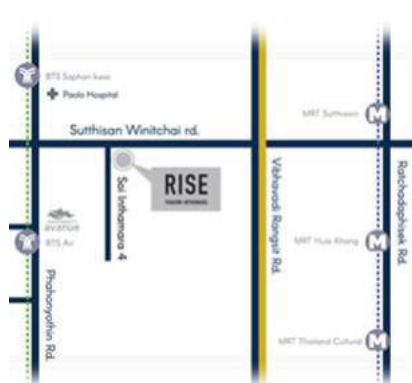 BTS Saphan kwai
Paolo Hospital
Sutthisan Winitchai rd.
MRT Sutthisan
RISE
Soi Inthamara 4
avenue
BTS Ari
Phahonyothin Rd.
Vibhavadi Rangsit Rd.
Ratchadaphisek Rd.
MRT Huai Khang
MRT Thailand Cultural